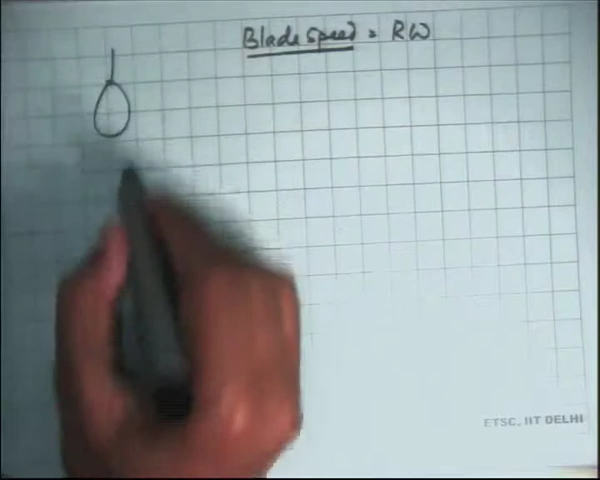 Blade Speed = RW
ETSC, IIT DELHI